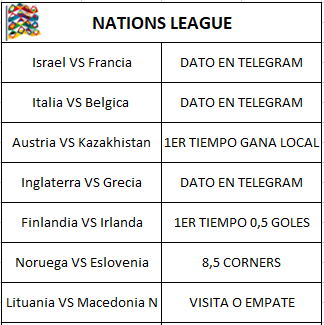 NATIONS LEAGUE
Israel VS Francia DATO EN TELEGRAM
Italia VS Belgica DATO EN TELEGRAM
Austria VS Kazakhistan 1ER TIEMPO GANA LOCAL
Inglaterra VS Grecia DATO EN TELEGRAM
Finlandia VS Irlanda 1ER TIEMPO 0,5 GOLES
Noruega VS Eslovenia 8,5 CORNERS
Lituania VS Macedonia N VISITA O EMPATE